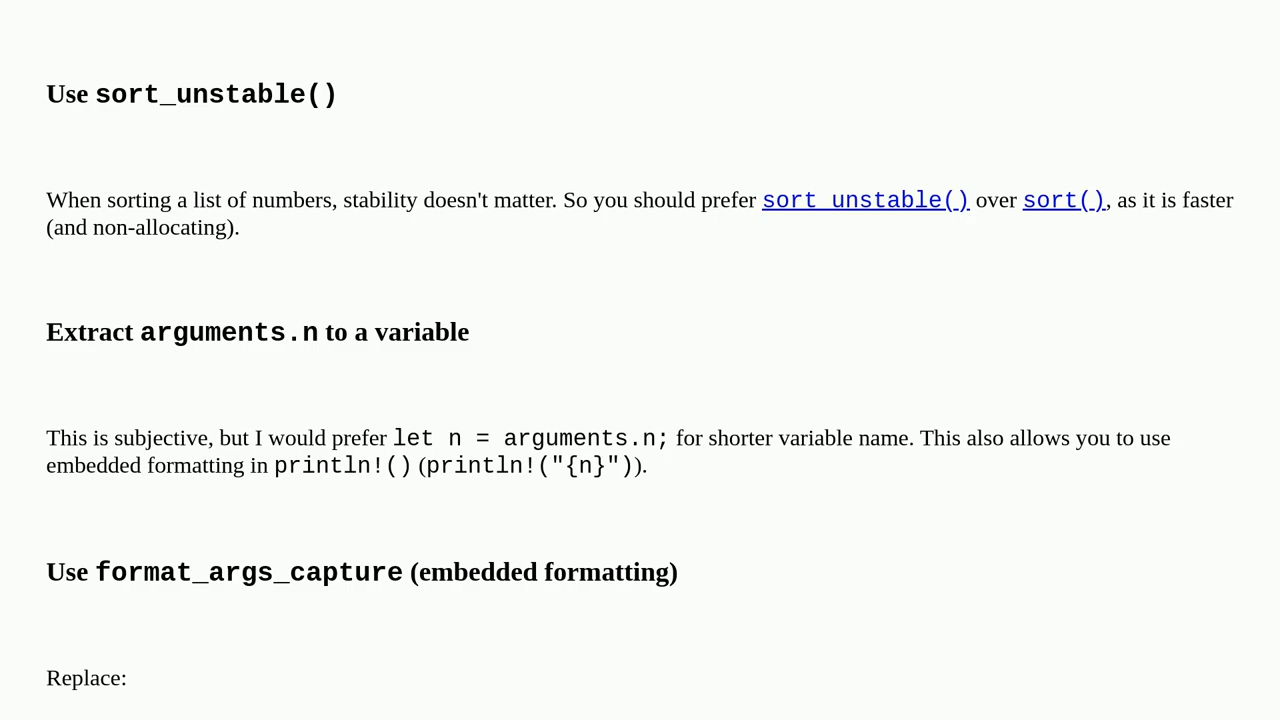 Use sort_unstable()
When sorting a list of numbers, stability doesn't matter. So you should prefer sort_unstable() over sort(), as it is faster
(and non-allocating).
Extract arguments.n to a variable
This is subjective, but I would prefer let n = arguments.n; for shorter variable name. This also allows you to use
embedded formatting in println!() (println!("{n}")).
Use format_args_capture (embedded formatting)
Replace: